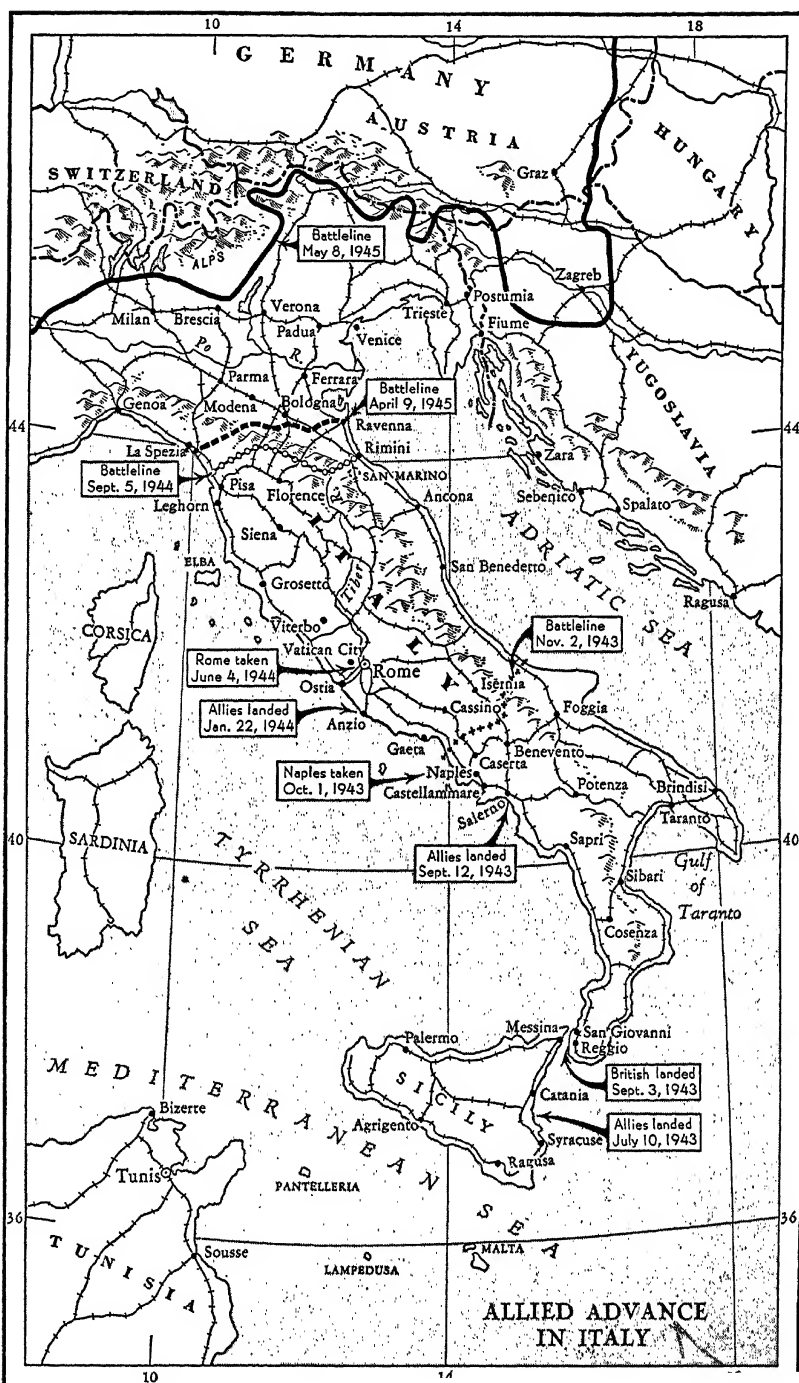 10
14
18
GERMANY
AUSTRIA
HUNGARY
SWITZERLAND
Graz
ALPS
Battleline
May 8, 1945
Zagreb
Postumia
Milan
Brescia
Verona
Trieste
Padua
Venice
Fiume
Po
R.
YUGOSLAVIA
Parma
Ferrara
Genoa
Modena
Bologna
Battleline
April 9, 1945
44
44
Ravenna
La Spezia
Rimini
Battleline
Sept. 5, 1944
SAN MARINO
Zara
Pisa
Florence
R.
Leghorn
Ancona
Sebenico
Spalato
Siena
ITALY
ADRIATIC SEA
ELBA
San Benedetto
Grosseto
Tiber
Ragusa
CORSICA
Viterbo
Battleline
Nov. 2, 1943
Vatican City
Rome taken
June 4, 1944
Rome
Ostia
Isernia
Allies landed
Jan. 22, 1944
Anzio
Cassino
Foggia
Gaeta
Benevento
Naples taken
Oct. 1, 1943
Naples
Caserta
Castellammare
Potenza
Brindisi
Salerno
Taranto
40
40
SARDINIA
Sapri
Allies landed
Sept. 12, 1943
Gulf
of
Taranto
Sibari
TYRRHENIAN
SEA
Cosenza
Messina
San Giovanni
Reggio
Palermo
MEDITERRANEAN SEA
SICILY
British landed
Sept. 3, 1943
Bizerte
Catania
Agrigento
Allies landed
July 10, 1943
Syracuse
Tunis
Ragusa
PANTELLERIA
36
36
TUNISIA
Sousse
MALTA
LAMPEDUSA
ALLIED ADVANCE
IN ITALY
10
14